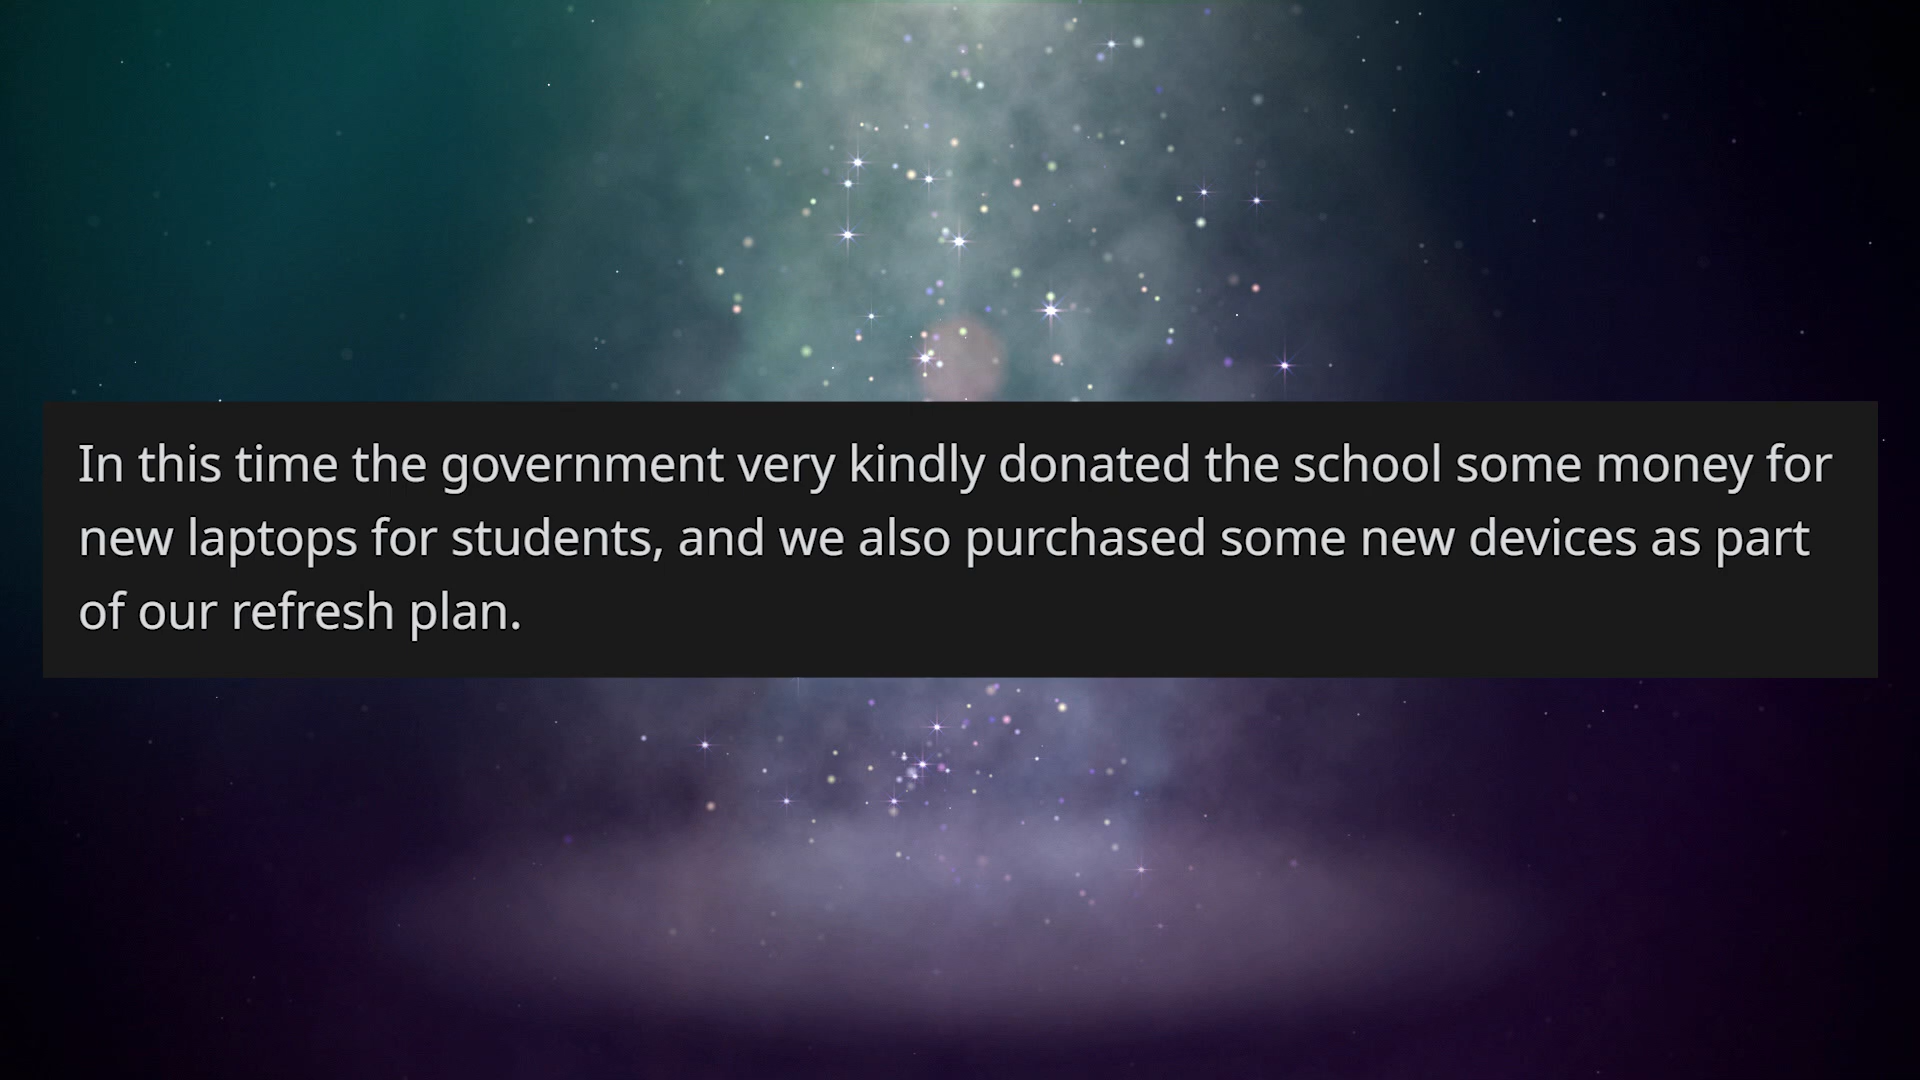 In this time the government very kindly donated the school some money for
new laptops for students, and we also purchased some new devices as part
of our refresh plan.